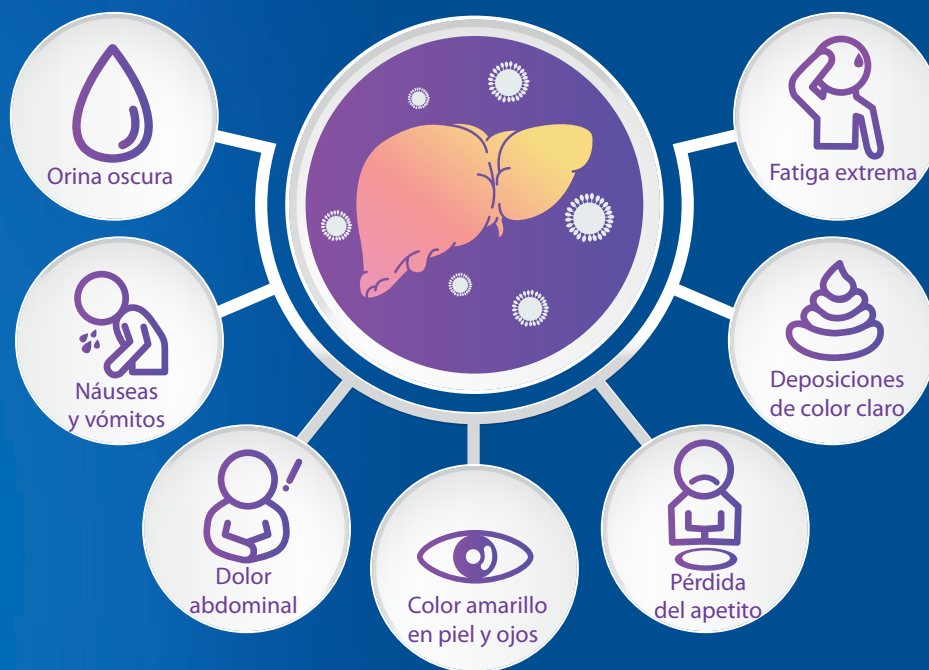 Orina oscura
Fatiga extrema
Náuseas
y vómitos
Deposiciones
de color claro
Dolor
abdominal
Color amarillo
en piel y ojos
Pérdida
del apetito